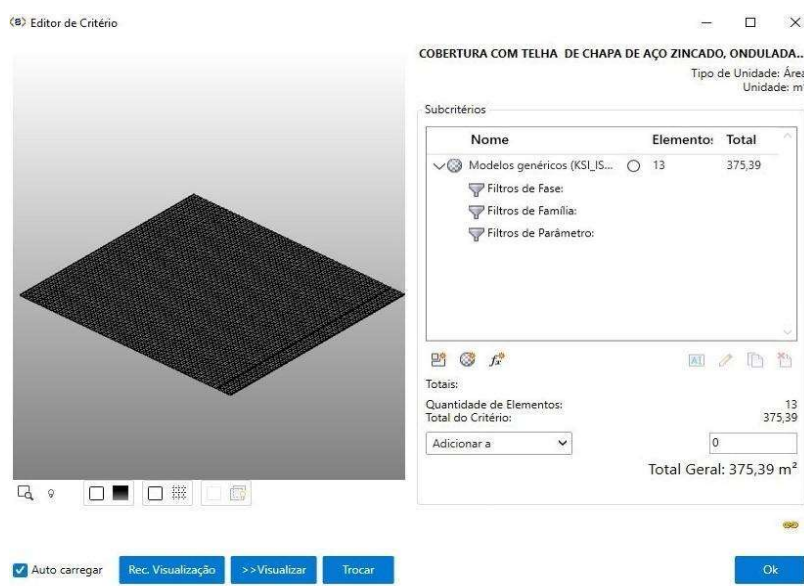 Editor de Critério
COBERTURA COM TELHA DE CHAPA DE AÇO ZINCADO, ONDULADA...
Tipo de Unidade: Área
Unidade: m²
Subcritérios
Nome Elemento: Total
Modelos genéricos (KSI_IS... 13 375,39
Filtros de Fase:
Filtros de Família:
Filtros de Parâmetro:
Totais:
Quantidade de Elementos: 13
Total do Critério: 375,39
Adicionar a 0
Total Geral: 375,39 m²
Auto carregar Rec. Visualização >>Visualizar Trocar Ok